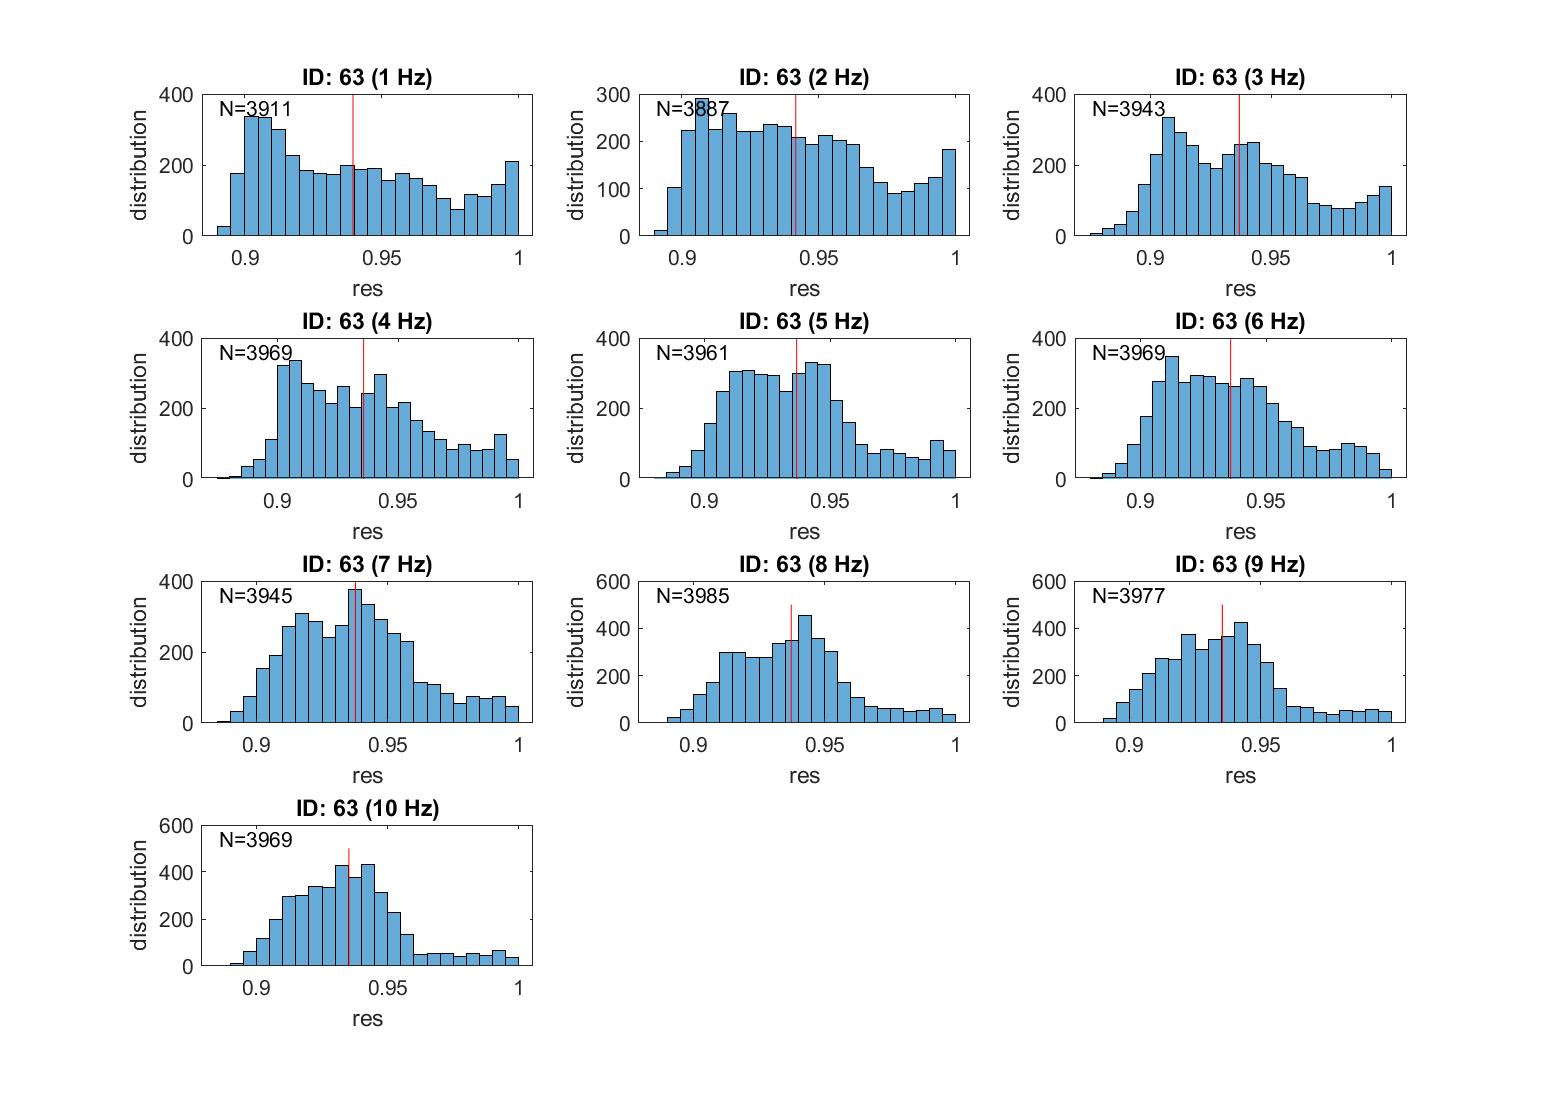 ID: 63 (1 Hz)
N=3911
400
200
0
distribution
0.9 0.95 1
res
ID: 63 (2 Hz)
N=3887
300
200
100
0
distribution
0.9 0.95 1
res
ID: 63 (3 Hz)
N=3943
400
200
0
distribution
0.9 0.95 1
res
ID: 63 (4 Hz)
N=3969
400
200
0
distribution
0.9 0.95 1
res
ID: 63 (5 Hz)
N=3961
400
200
0
distribution
0.9 0.95 1
res
ID: 63 (6 Hz)
N=3969
400
200
0
distribution
0.9 0.95 1
res
ID: 63 (7 Hz)
N=3945
400
200
0
distribution
0.9 0.95 1
res
ID: 63 (8 Hz)
N=3985
600
400
200
0
distribution
0.9 0.95 1
res
ID: 63 (9 Hz)
N=3977
600
400
200
0
distribution
0.9 0.95 1
res
ID: 63 (10 Hz)
N=3969
600
400
200
0
distribution
0.9 0.95 1
res